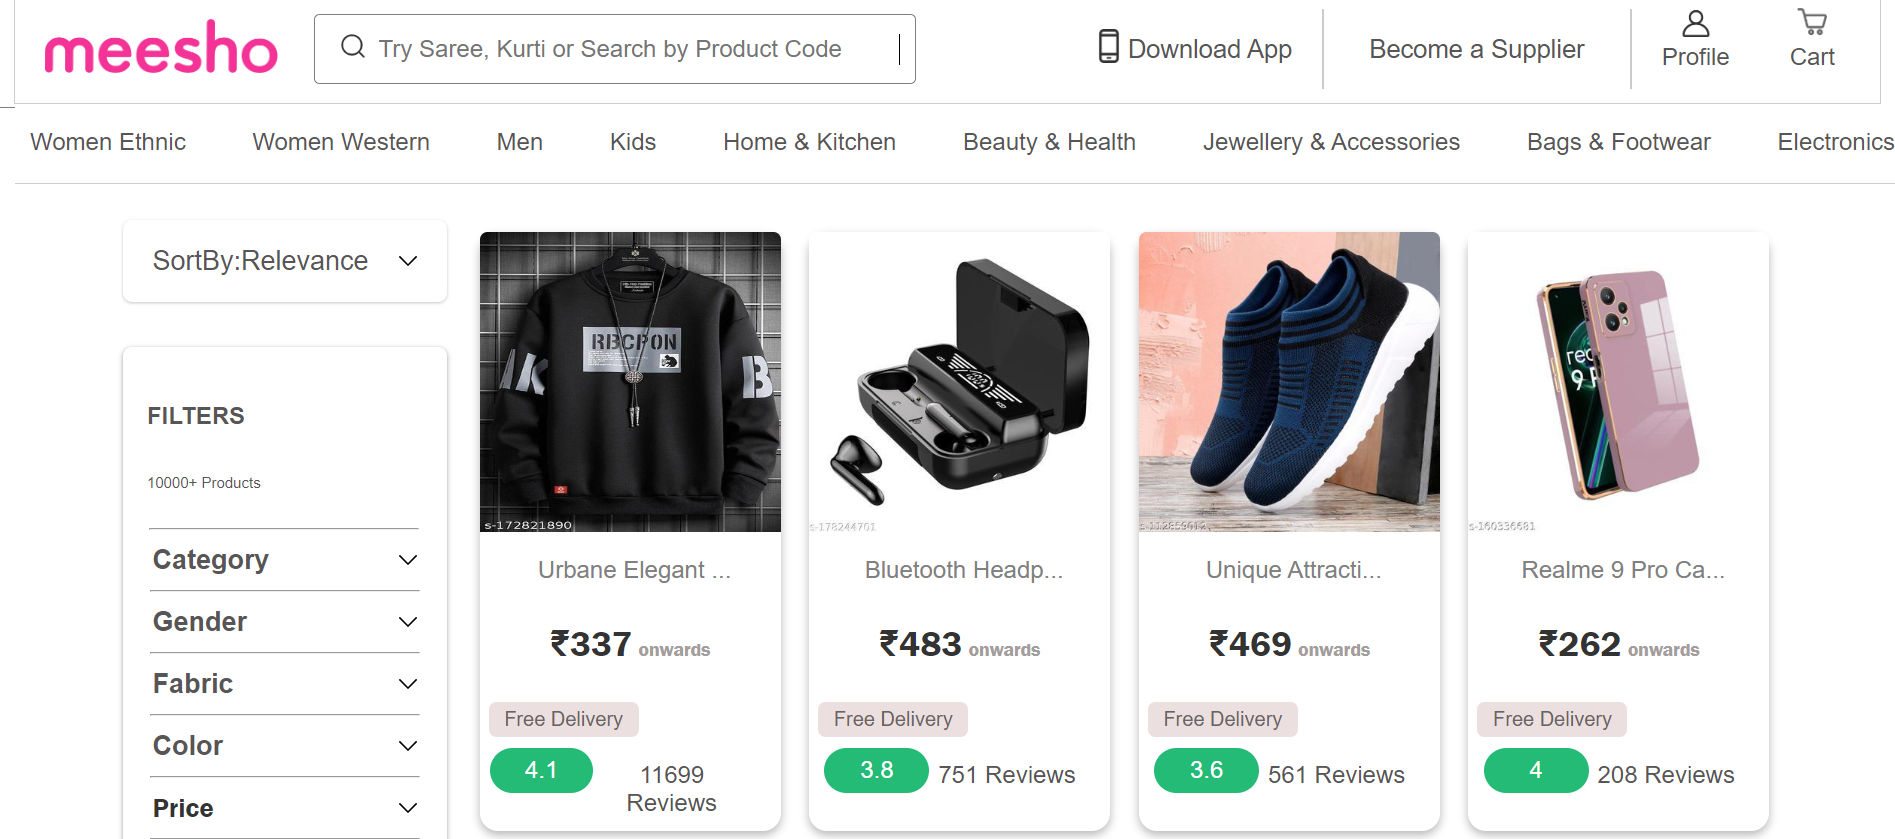 meesho
Try Saree, Kurti or Search by Product Code
Download App
Become a Supplier
Profile
Cart
Women Ethnic
Women Western
Men
Kids
Home & Kitchen
Beauty & Health
Jewellery & Accessories
Bags & Footwear
Electronics
SortBy:Relevance
FILTERS
10000+ Products
Category
Gender
Fabric
Color
Price
RBCPON
B
s-172821890
Urbane Elegant ...
₹337 onwards
Free Delivery
4.1
11699
Reviews
s-178244761
Bluetooth Headp...
₹483 onwards
Free Delivery
3.8
751 Reviews
Unique Attracti...
₹469 onwards
Free Delivery
3.6
561 Reviews
9
s-160336681
Realme 9 Pro Ca...
₹262 onwards
Free Delivery
4
208 Reviews